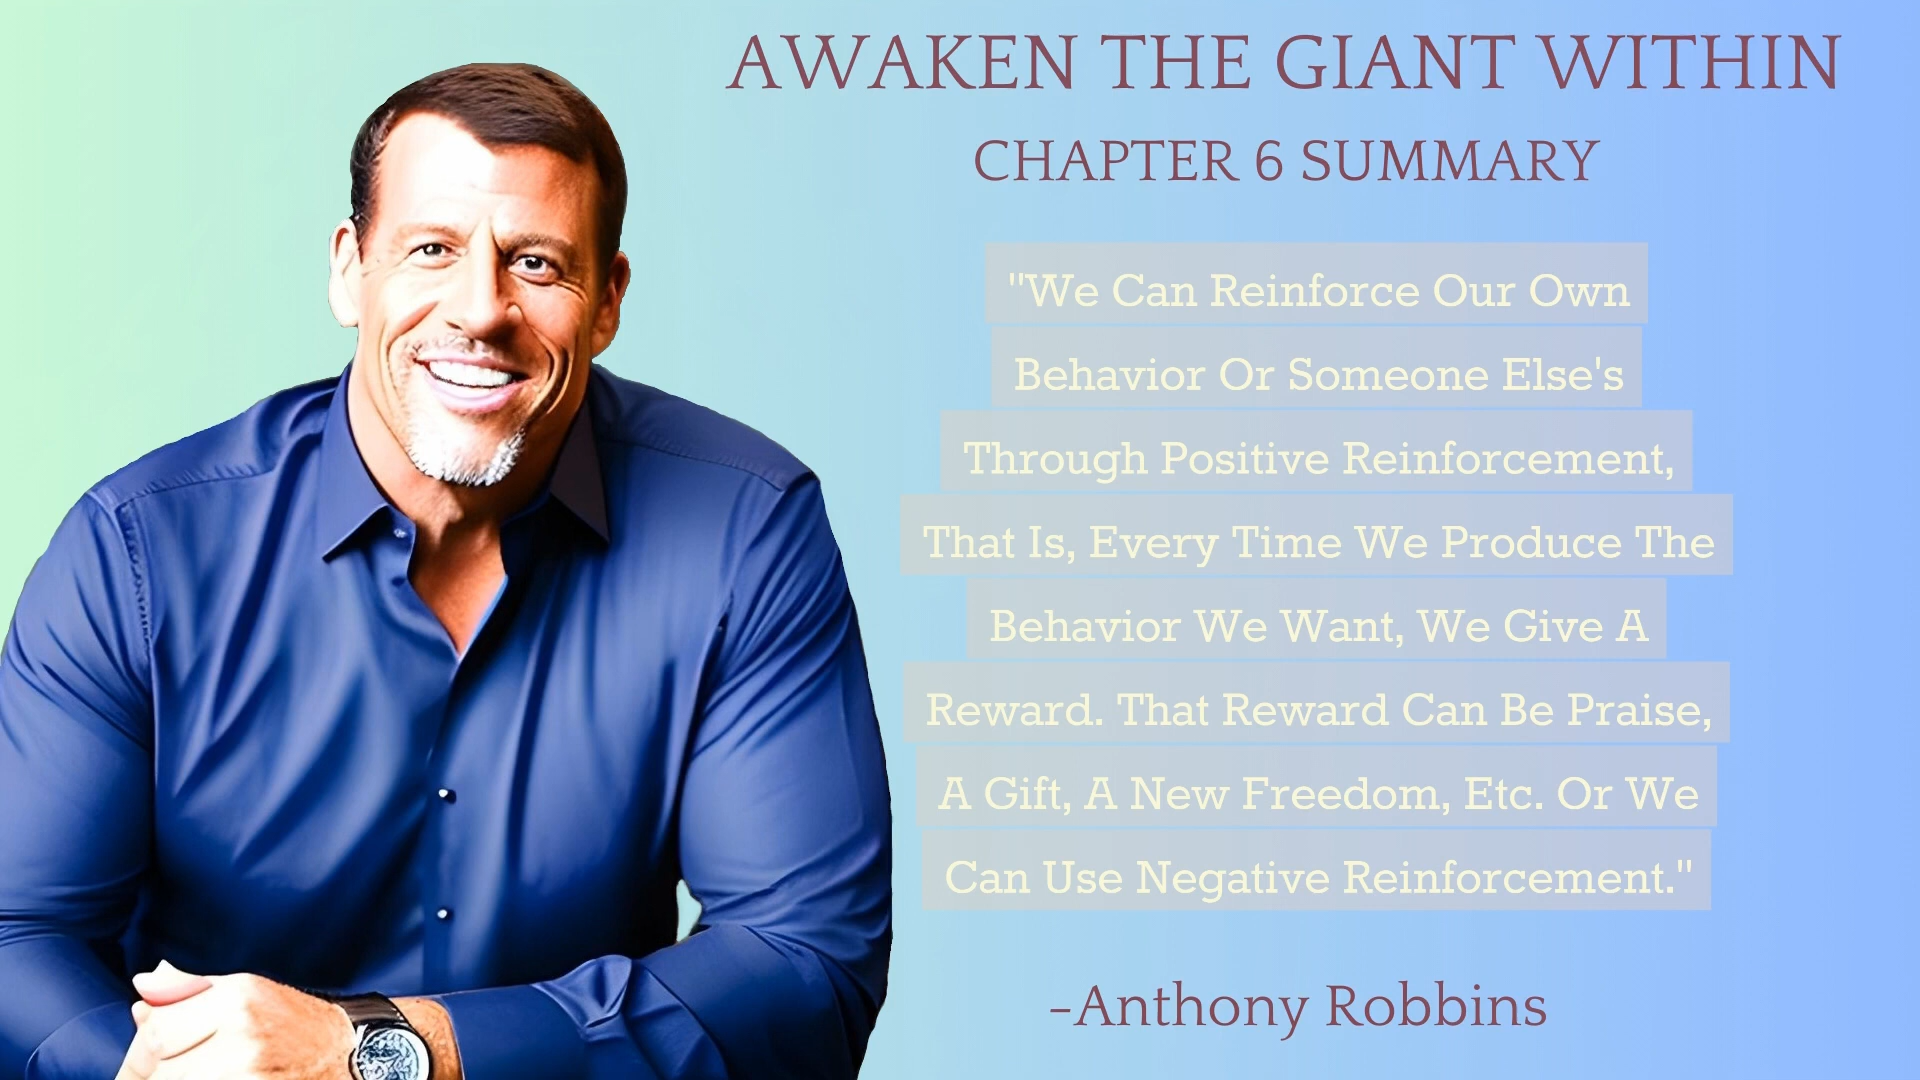 AWAKEN THE GIANT WITHIN
CHAPTER 6 SUMMARY
"We Can Reinforce Our Own
Behavior Or Someone Else's
Through Positive Reinforcement,
That Is, Every Time We Produce The
Behavior We Want, We Give A
Reward. That Reward Can Be Praise,
A Gift, A New Freedom, Etc. Or We
Can Use Negative Reinforcement."
-Anthony Robbins